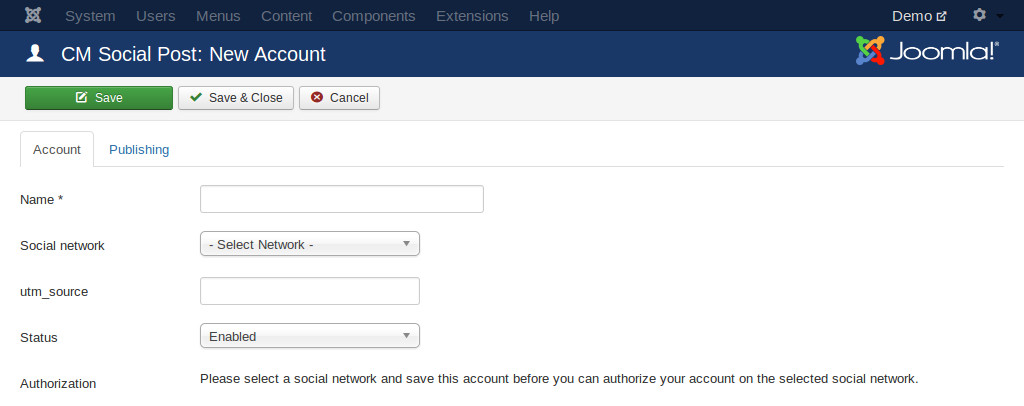 System Users Menus Content Components Extensions Help Demo
CM Social Post: New Account Joomla!®
Save Save & Close Cancel
Account Publishing
Name *
Social network - Select Network -
utm_source
Status Enabled
Authorization Please select a social network and save this account before you can authorize your account on the selected social network.